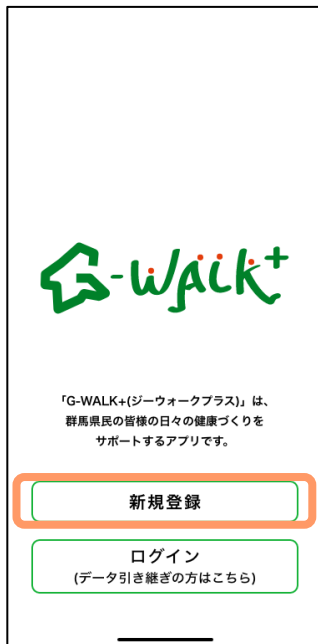 G-WALK+
「G-WALK+(ジーウォークプラス)」は、
群馬県民の皆様の日々の健康づくりを
サポートするアプリです。
新規登録
ログイン
(データ引き継ぎの方はこちら)